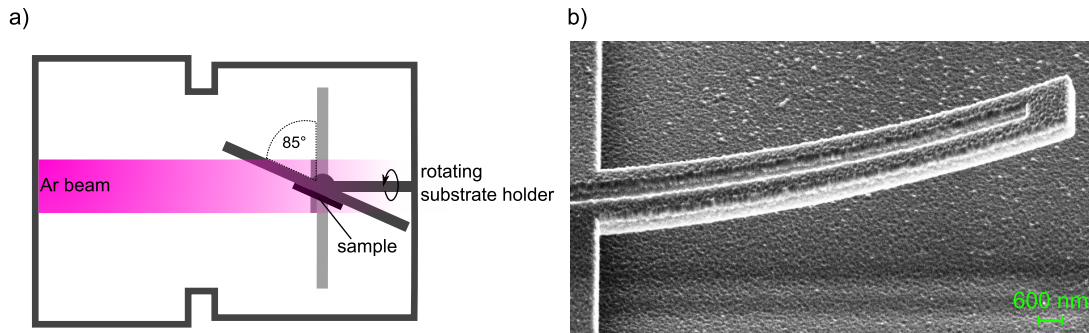 a)
85°
Ar beam
rotating
substrate holder
sample
b)
600 nm